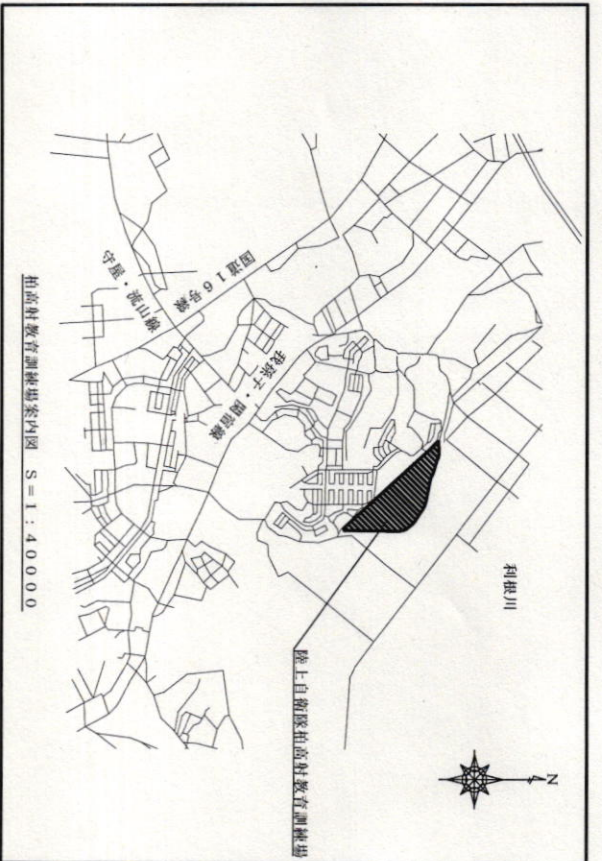 利根川
N
国道16号線
守屋・流山線
我孫子・関宿線
陸上自衛隊柏高射教育訓練場
柏高射教育訓練場案内図 S=1:40000